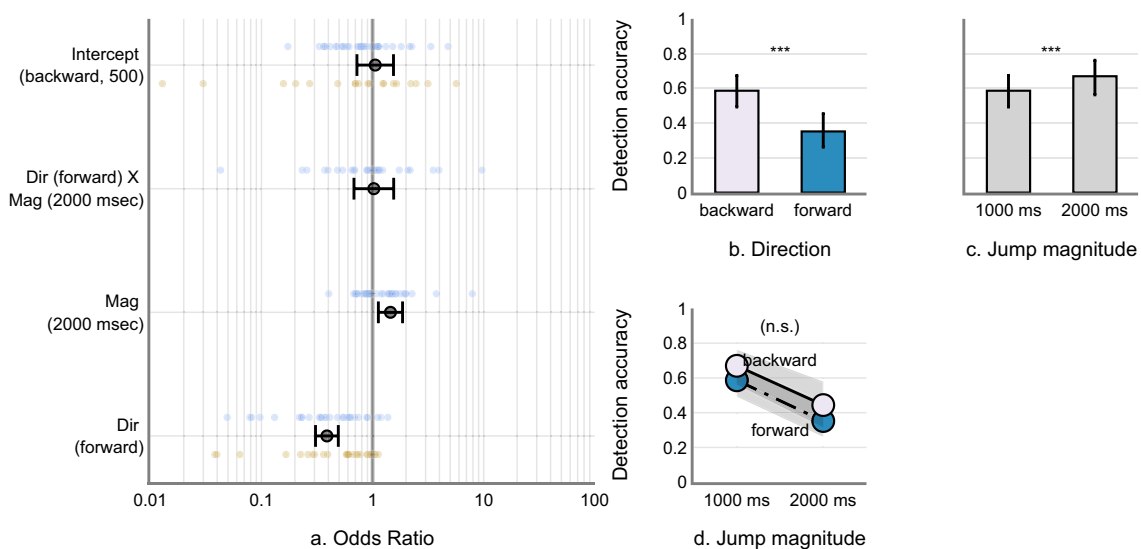 Intercept
(backward, 500)
Dir (forward) X
Mag (2000 msec)
Mag
(2000 msec)
Dir
(forward)
0.01
0.1
1
10
100
a. Odds Ratio
Detection accuracy
1
0.8
0.6
0.4
0.2
0
***
backward
forward
b. Direction
***
1000 ms
2000 ms
c. Jump magnitude
Detection accuracy
1
0.8
0.6
0.4
0.2
0
(n.s.)
backward
forward
1000 ms
2000 ms
d. Jump magnitude